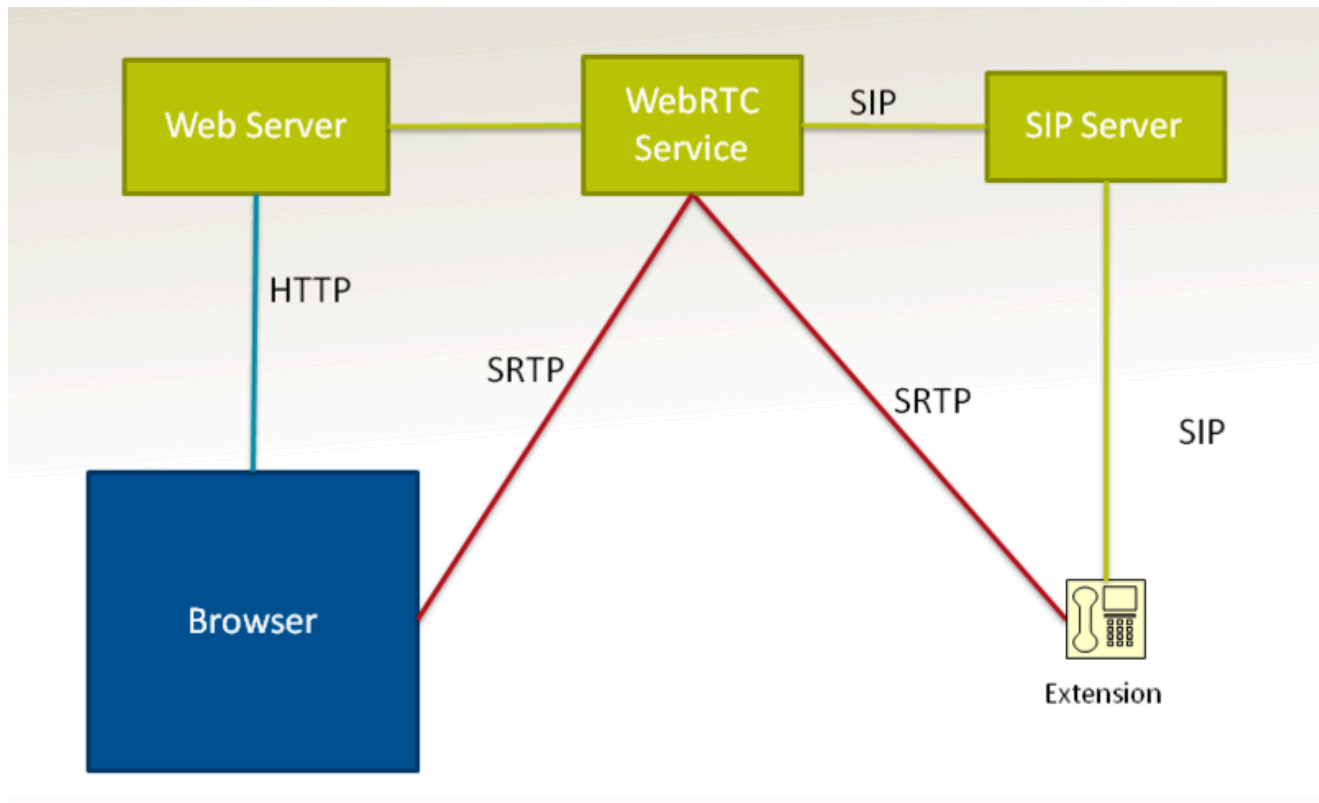 Web Server
WebRTC
Service
SIP
SIP Server
HTTP
SRTP
SRTP
SIP
Browser
Extension